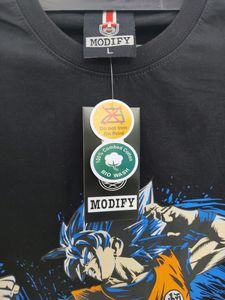 MODIFY
L
Do not Iron
On Print
100% Combed Cotton
BIO WASH
MODIFY